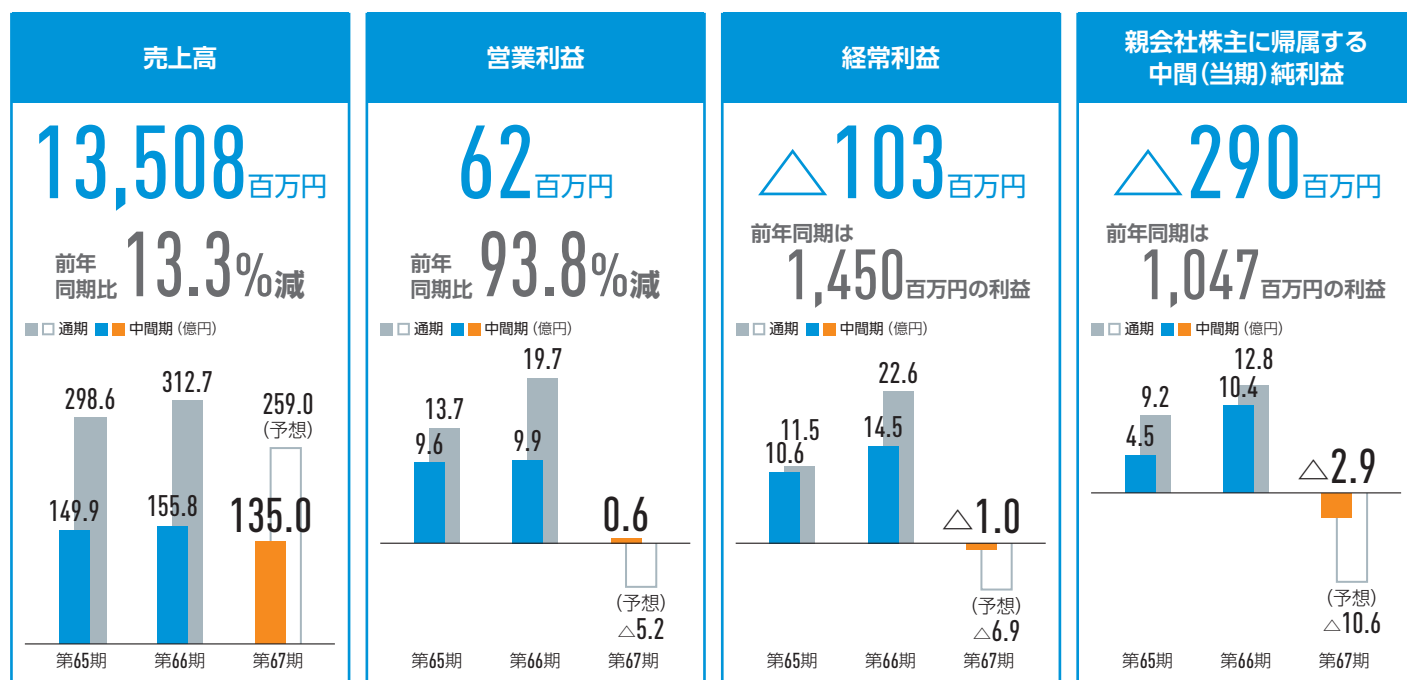 売上高
13,508百万円
前年
同期比 13.3%減
通期 中間期(億円)
298.6
312.7
259.0
(予想)
149.9
155.8
135.0
第65期 第66期 第67期
営業利益
62百万円
前年
同期比 93.8%減
通期 中間期(億円)
13.7
19.7
9.6
9.9
0.6
(予想)
△5.2
第65期 第66期 第67期
経常利益
△103百万円
前年同期は
1,450百万円の利益
通期 中間期(億円)
11.5
22.6
10.6
14.5
△1.0
(予想)
△6.9
第65期 第66期 第67期
親会社株主に帰属する
中間(当期)純利益
△290百万円
前年同期は
1,047百万円の利益
通期 中間期(億円)
9.2
12.8
4.5
10.4
△2.9
(予想)
△10.6
第65期 第66期 第67期